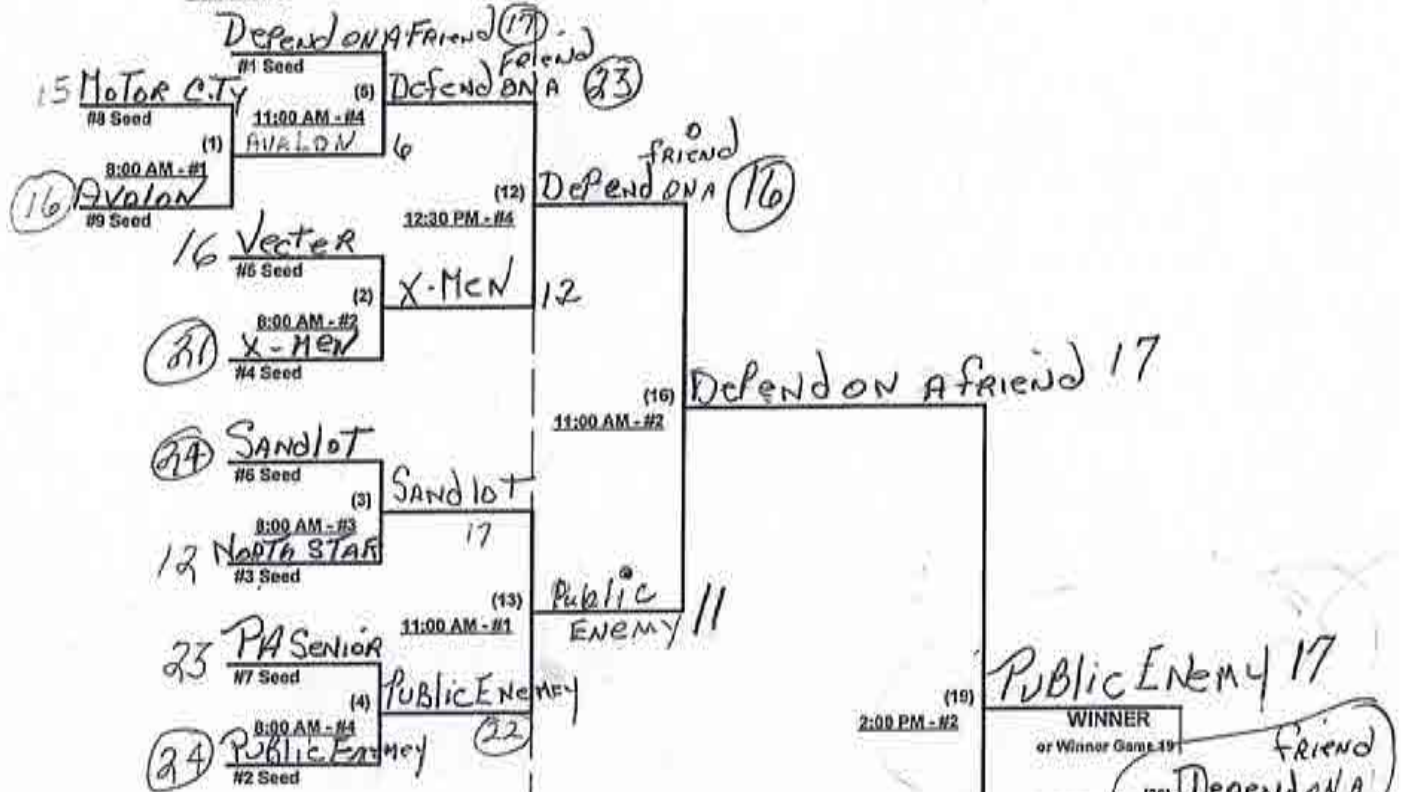 Depend ON A Friend 17
#1 Seed
Friend
Defend ON A 23
15 MoToR C.Ty
#8 Seed
(5)
11:00 AM - #4
(1)
AVALON 6
8:00 AM - #1
16 AvAlon
#9 Seed
friend
(12) DePend ON A 16
12:30 PM - #4
16 VecteR
#5 Seed
(2) X-MeN 12
8:00 AM - #2
21 X-MeN
#4 Seed
(16) DePeNd ON A fRieNd 17
11:00 AM - #2
24 SANdloT
#6 Seed
(3) SANdloT
17
8:00 AM - #3
12 NoRTh STAR
#3 Seed
(13) Public
ENEMY 11
11:00 AM - #1
23 PA SeNioR
#7 Seed
(4) PuBlic ENeMey
22
8:00 AM - #4
24 PuBlic EneMey
#2 Seed
(19) PuBlic ENeMy 17
2:00 PM - #2
WINNER
or Winner Game 19
friend
Depend ON A